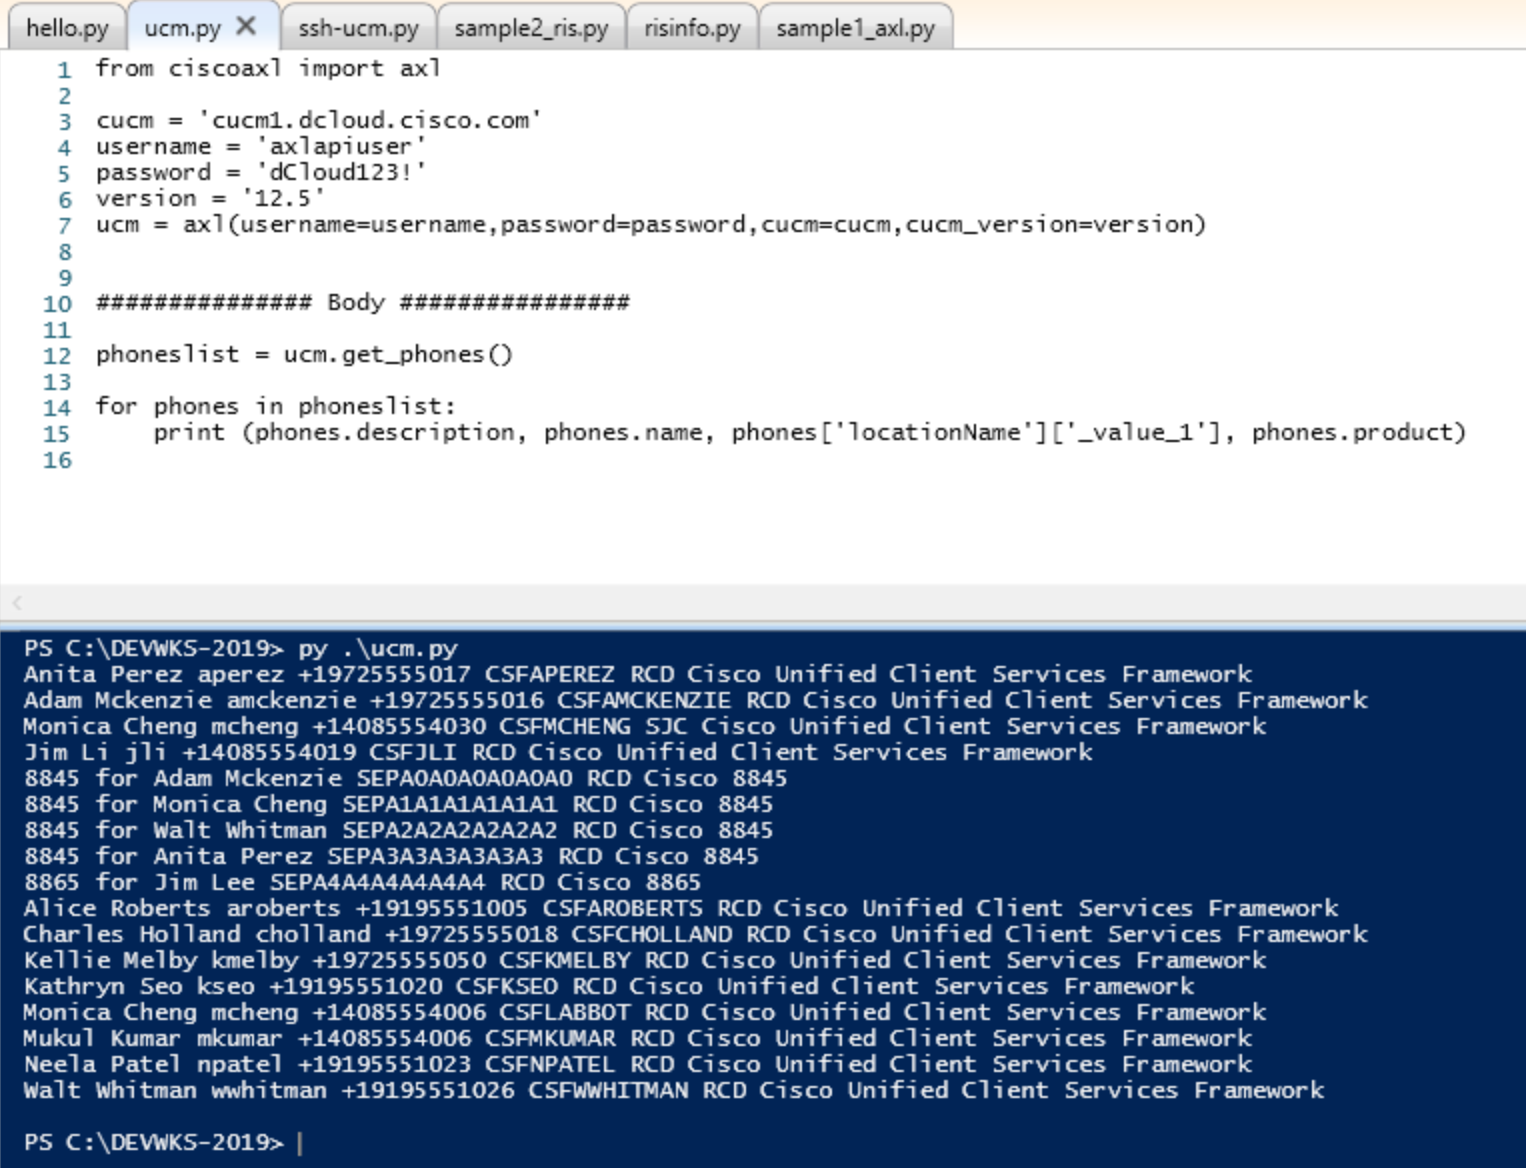 hello.py ucm.py ssh-ucm.py sample2_ris.py risinfo.py sample1_axl.py
1 from ciscoaxl import axl
2
3 cucm = 'cucm1.dcloud.cisco.com'
4 username = 'axlapiuser'
5 password = 'dCloud123!'
6 version = '12.5'
7 ucm = axl(username=username,password=password,cucm=cucm,cucm_version=version)
8
9
10 ############### Body ################
11
12 phoneslist = ucm.get_phones()
13
14 for phones in phoneslist:
15     print (phones.description, phones.name, phones['locationName']['_value_1'], phones.product)
16
PS C:\DEVWKS-2019> py .\ucm.py
Anita Perez aperez +19725555017 CSFAPEREZ RCD Cisco Unified Client Services Framework
Adam Mckenzie amckenzie +19725555016 CSFAMCKENZIE RCD Cisco Unified Client Services Framework
Monica Cheng mcheng +14085554030 CSFMCHENG SJC Cisco Unified Client Services Framework
Jim Li jli +14085554019 CSFJLI RCD Cisco Unified Client Services Framework
8845 for Adam Mckenzie SEPA0A0A0A0A0A0 RCD Cisco 8845
8845 for Monica Cheng SEPA1A1A1A1A1A1 RCD Cisco 8845
8845 for Walt Whitman SEPA2A2A2A2A2A2 RCD Cisco 8845
8845 for Anita Perez SEPA3A3A3A3A3A3 RCD Cisco 8845
8865 for Jim Lee SEPA4A4A4A4A4A4 RCD Cisco 8865
Alice Roberts aroberts +19195551005 CSFAROBERTS RCD Cisco Unified Client Services Framework
Charles Holland cholland +19725555018 CSFCHOLLAND RCD Cisco Unified Client Services Framework
Kellie Melby kmelby +19725555050 CSFKMELBY RCD Cisco Unified Client Services Framework
Kathryn Seo kseo +19195551020 CSFKSEO RCD Cisco Unified Client Services Framework
Monica Cheng mcheng +14085554006 CSFLABBOT RCD Cisco Unified Client Services Framework
Mukul Kumar mkumar +14085554006 CSFMKUMAR RCD Cisco Unified Client Services Framework
Neela Patel npatel +19195551023 CSFNPATEL RCD Cisco Unified Client Services Framework
Walt Whitman wwhitman +19195551026 CSFWWHITMAN RCD Cisco Unified Client Services Framework
PS C:\DEVWKS-2019>